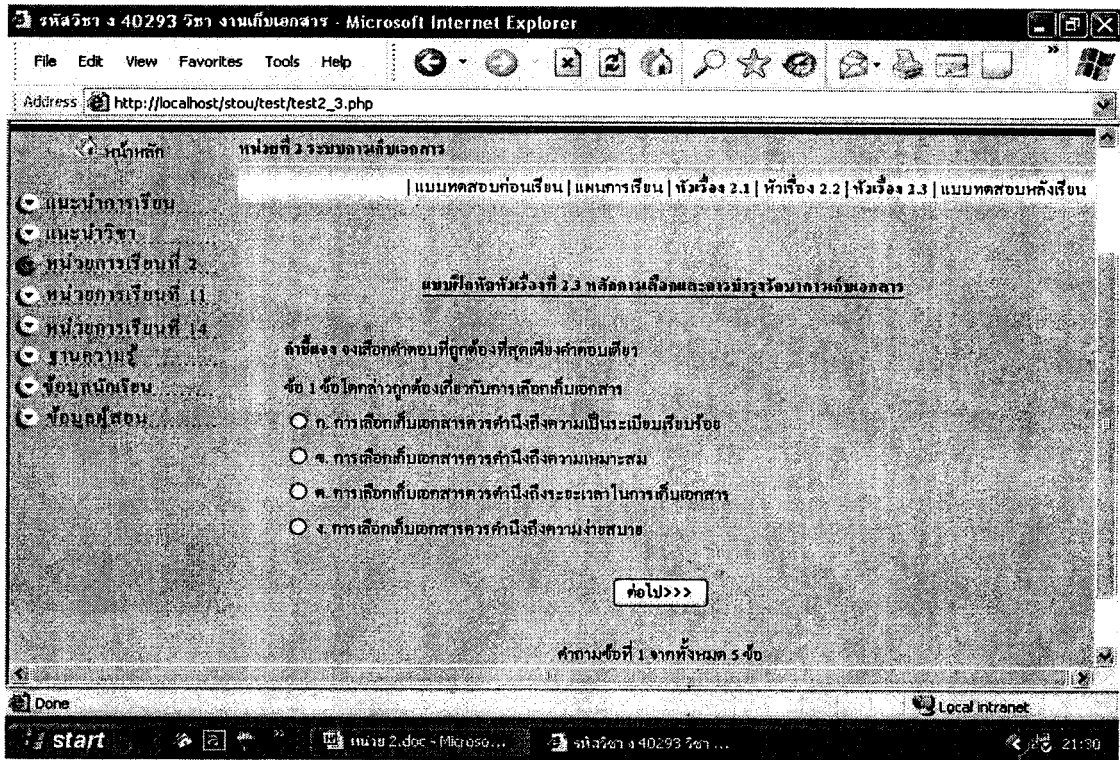 รหัสวิชา ง 40293 วิชา งานเก็บเอกสาร - Microsoft Internet Explorer
File Edit View Favorites Tools Help
Address http://localhost/stou/test/test2_3.php
หน้าหลัก
หน่วยที่ 2 ระบบการเก็บเอกสาร
| แบบทดสอบก่อนเรียน | แผนการเรียน | หัวเรื่อง 2.1 | หัวเรื่อง 2.2 | หัวเรื่อง 2.3 | แบบทดสอบหลังเรียน
แนะนำการเรียน
แนะนำวิชา
หน่วยการเรียนที่ 2
หน่วยการเรียนที่ 11
หน่วยการเรียนที่ 14
ฐานความรู้
ข้อมูลนักเรียน
ข้อมูลผู้สอน
แบบฝึกหัดหัวเรื่องที่ 2.3 หลักการเลือกและการบำรุงรักษาการเก็บเอกสาร
คำชี้แจง จงเลือกคำตอบที่ถูกต้องที่สุดเพียงคำตอบเดียว
ข้อ 1 ข้อใดกล่าวถูกต้องเกี่ยวกับการเลือกเก็บเอกสาร
ก. การเลือกเก็บเอกสารควรคำนึงถึงความเป็นระเบียบเรียบร้อย
ข. การเลือกเก็บเอกสารควรคำนึงถึงความเหมาะสม
ค. การเลือกเก็บเอกสารควรคำนึงถึงระยะเวลาในการเก็บเอกสาร
ง. การเลือกเก็บเอกสารควรคำนึงถึงความง่ายสบาย
ต่อไป>>>
คำถามข้อที่ 1 จากทั้งหมด 5 ข้อ
Done
Local intranet
start
หน่วย 2.doc - Microso...
รหัสวิชา ง 40293 วิชา ...
21:30